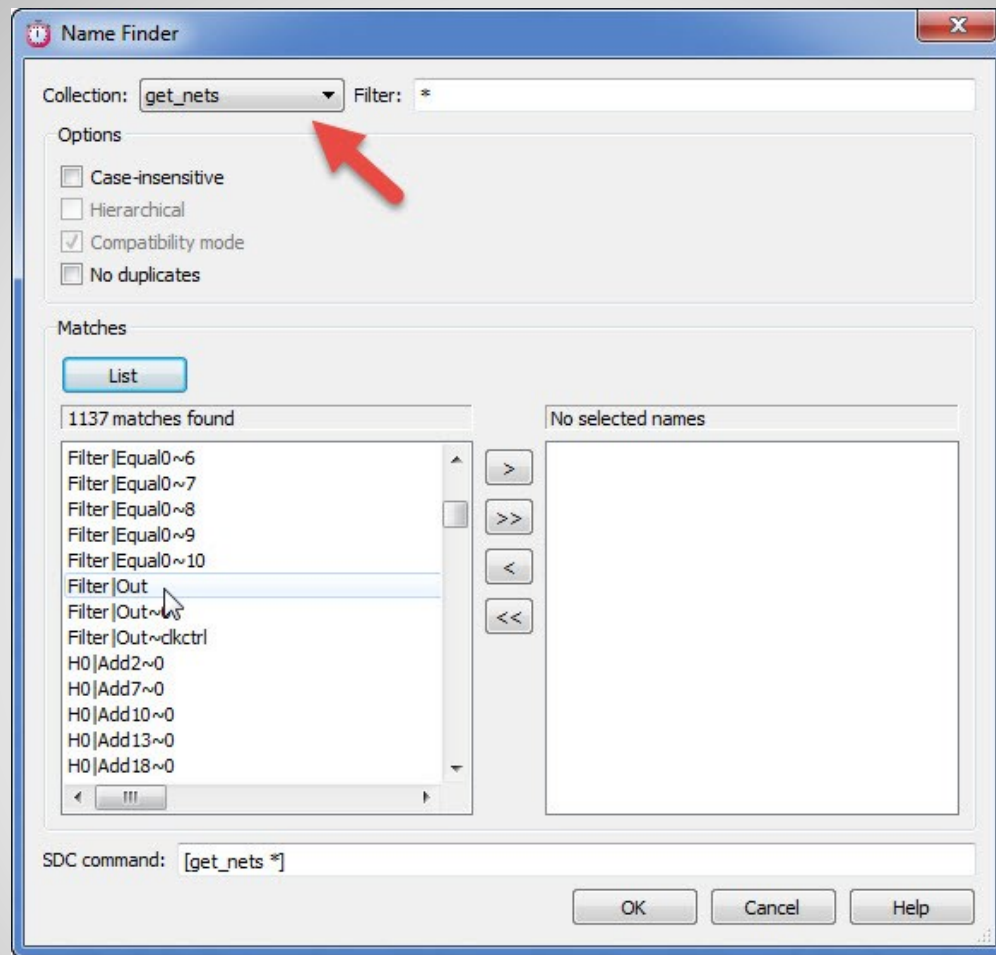 Name Finder
Collection: get_nets Filter: *
Options
Case-insensitive
Hierarchical
Compatibility mode
No duplicates
Matches
List
1137 matches found
No selected names
Filter|Equal0~6
Filter|Equal0~7
Filter|Equal0~8
Filter|Equal0~9
Filter|Equal0~10
Filter|Out
Filter|Out~
Filter|Out~clkctrl
H0|Add2~0
H0|Add7~0
H0|Add10~0
H0|Add13~0
H0|Add18~0
>
>>
<
<<
SDC command: [get_nets *]
OK Cancel Help